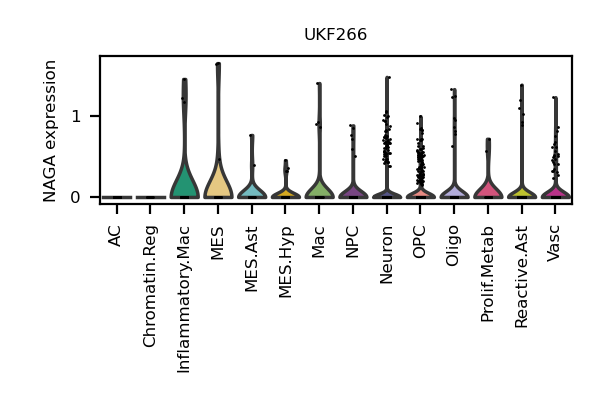 UKF266
NAGA expression
1
0
AC
Chromatin.Reg
Inflammatory.Mac
MES
MES.Ast
MES.Hyp
Mac
NPC
Neuron
OPC
Oligo
Prolif.Metab
Reactive.Ast
Vasc